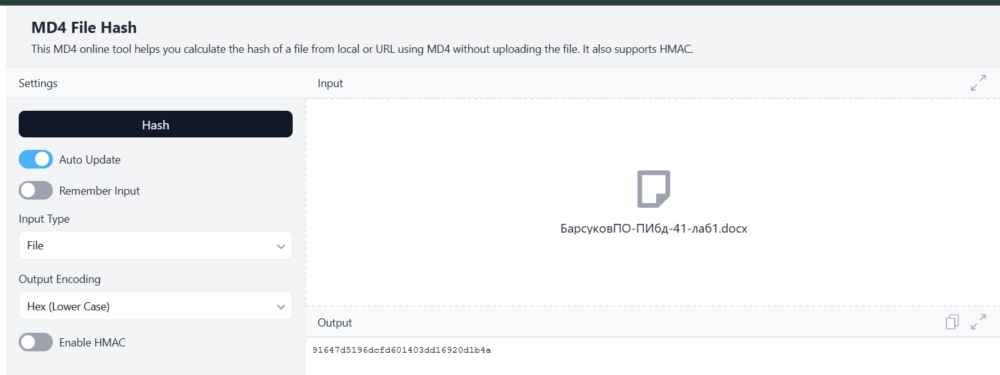 MD4 File Hash
This MD4 online tool helps you calculate the hash of a file from local or URL using MD4 without uploading the file. It also supports HMAC.
Settings
Hash
Auto Update
Remember Input
Input Type
File
Output Encoding
Hex (Lower Case)
Enable HMAC
Input
БарсуковПО-ПИбд-41-лаб1.docx
Output
91647d5196dcfd601403dd16920d1b4a